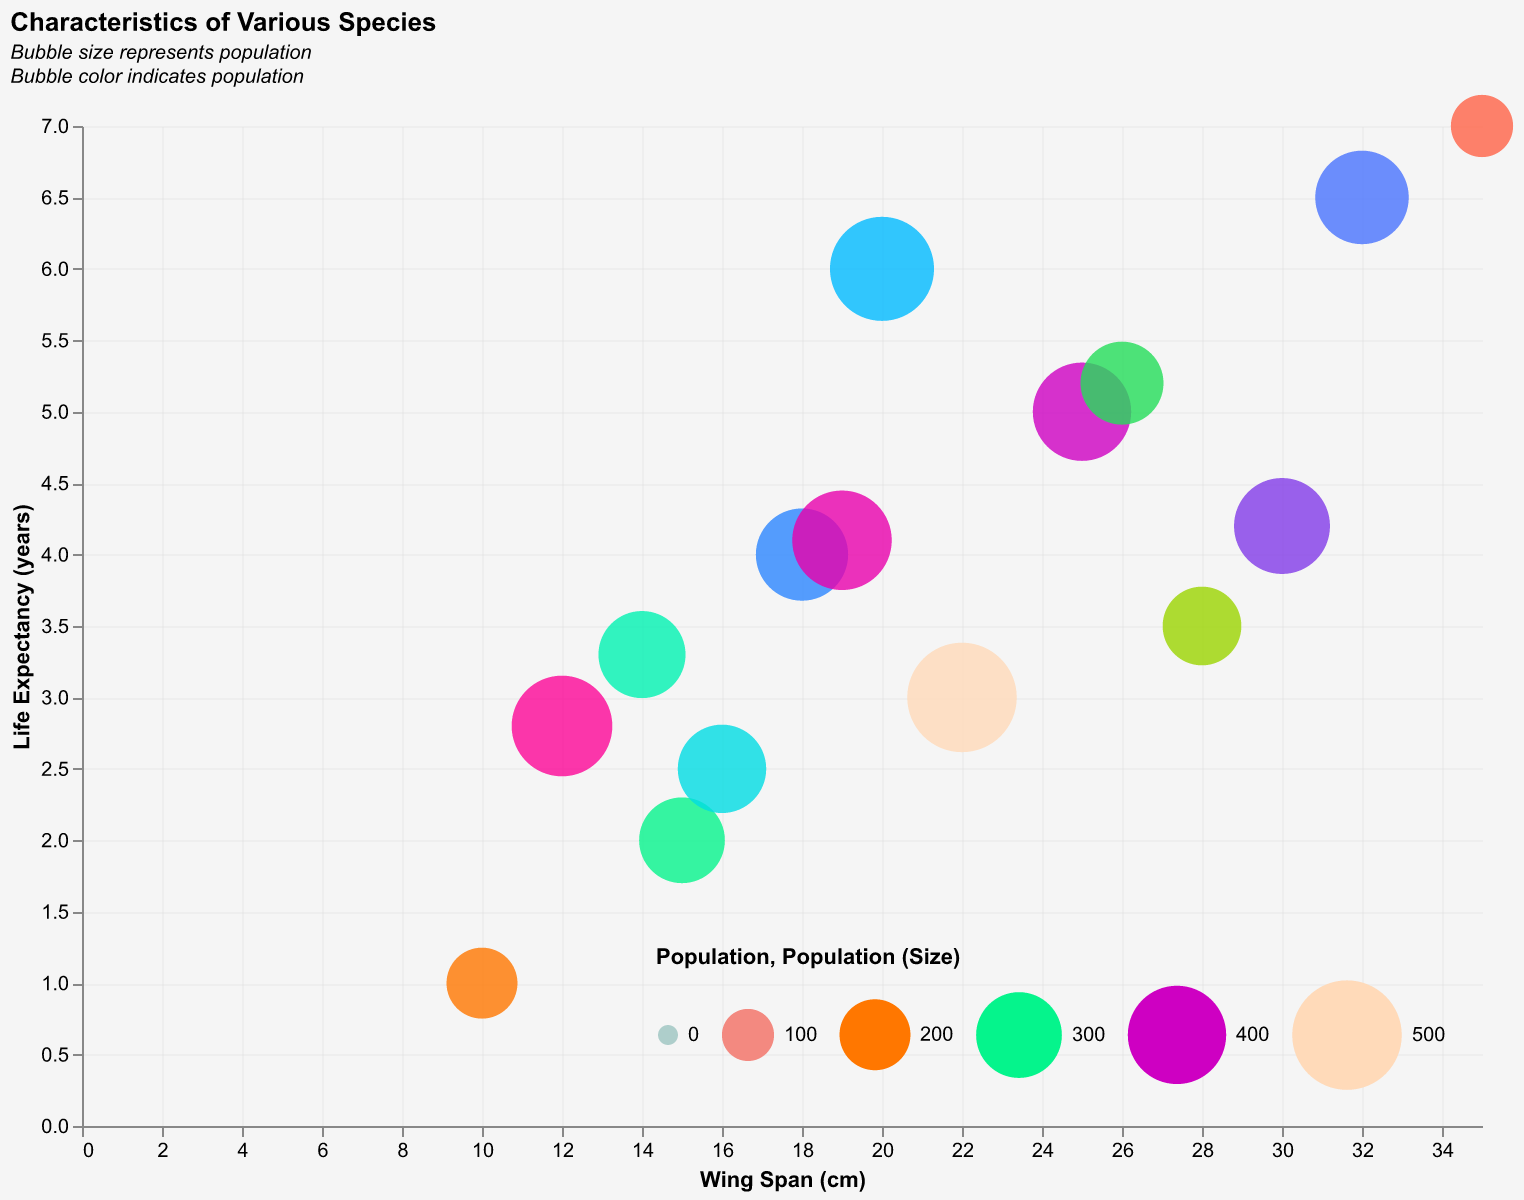 Characteristics of Various Species
Bubble size represents population
Bubble color indicates population
7.0
6.5
6.0
5.5
5.0
4.5
4.0
3.5
3.0
2.5
2.0
1.5
1.0
0.5
0.0
Life Expectancy (years)
Population, Population (Size)
0 100 200 300 400 500
0 2 4 6 8 10 12 14 16 18 20 22 24 26 28 30 32 34
Wing Span (cm)